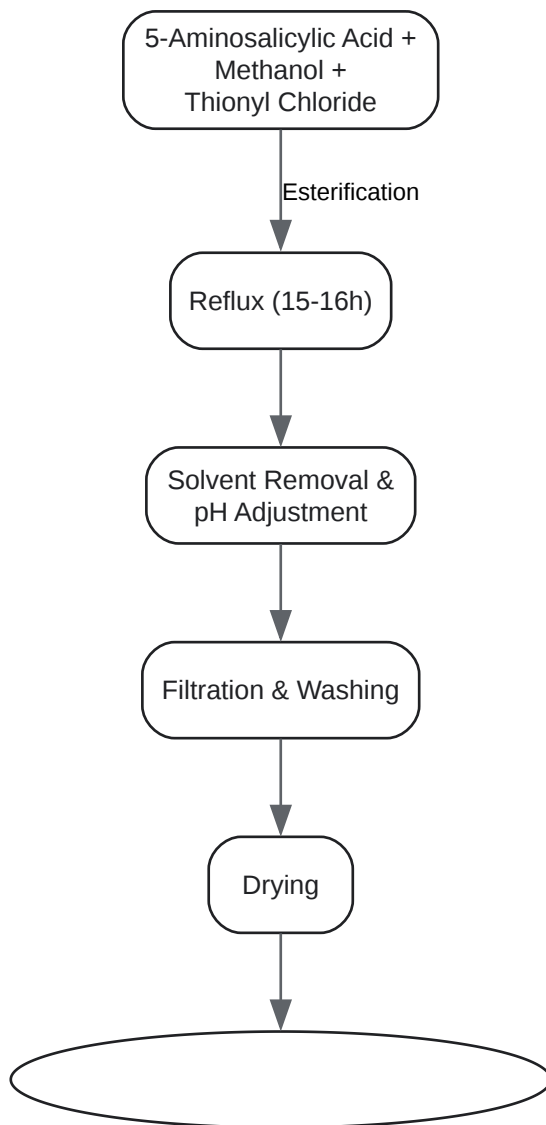 5-Aminosalicylic Acid +
Methanol +
Thionyl Chloride
Esterification
Reflux (15-16h)
Solvent Removal &
pH Adjustment
Filtration & Washing
Drying